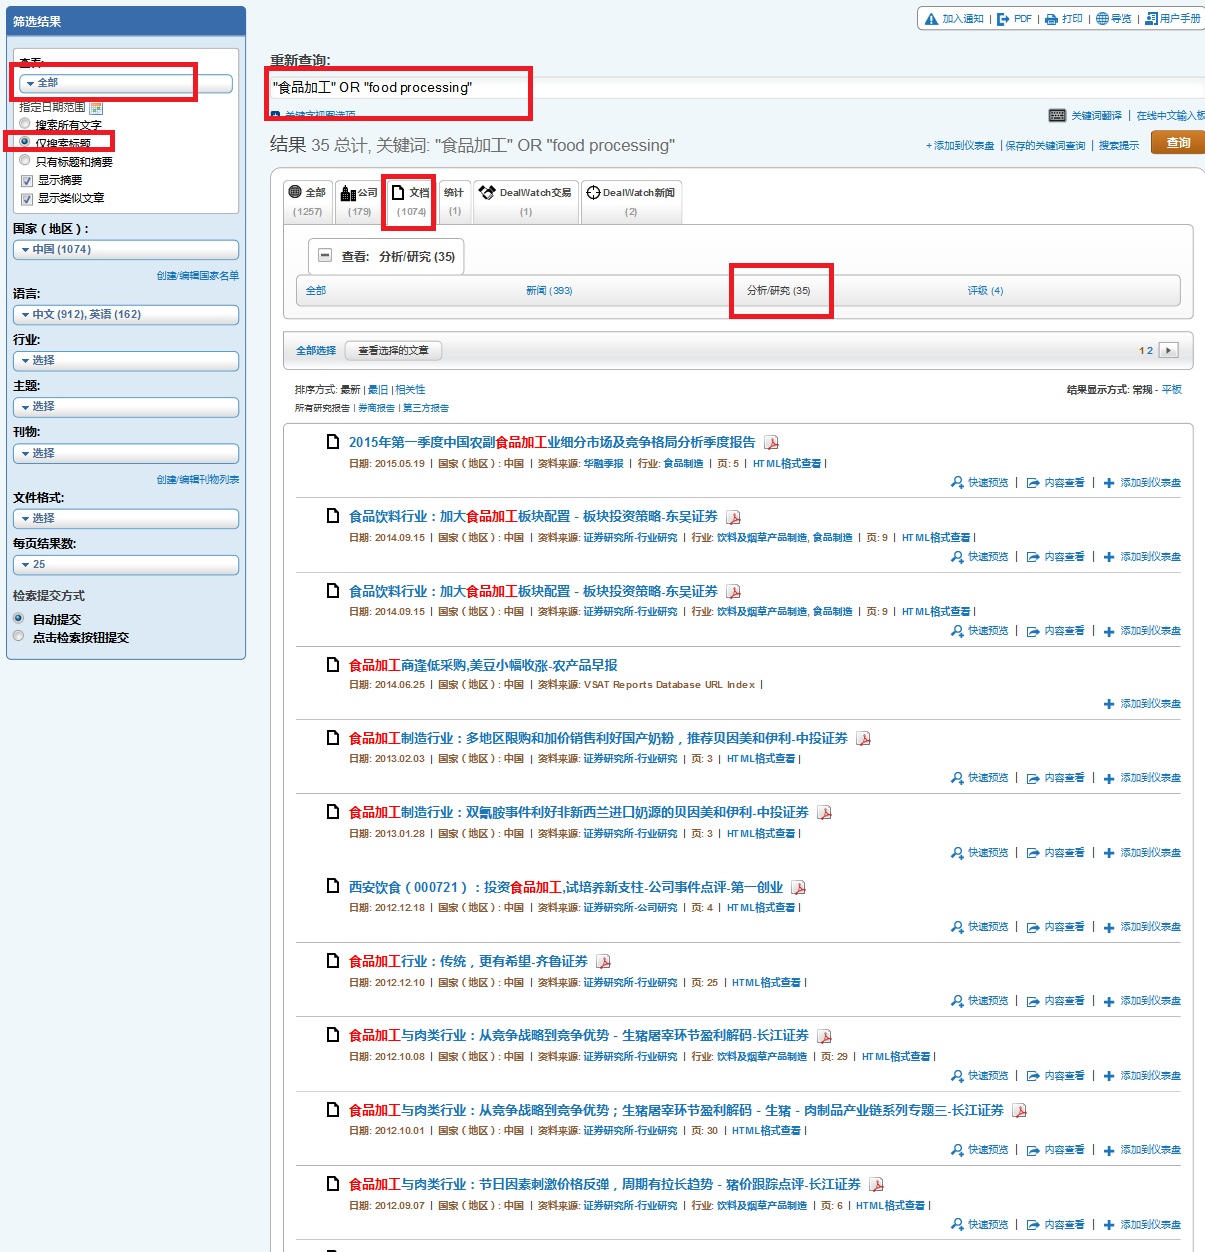 筛选结果
查看:
全部
指定日期范围
搜索所有文字
仅搜索标题
只有标题和摘要
显示摘要
显示类似文章
国家（地区）:
中国 (1074)
创建/编辑国家名单
语言:
中文 (912), 英语 (162)
行业:
选择
主题:
选择
刊物:
选择
创建/编辑刊物列表
文件格式:
选择
每页结果数:
25
检索提交方式
自动提交
点击检索按钮提交
加入通知 | PDF | 打印 | 导览 | 用户手册
重新查询:
"食品加工" OR "food processing"
关键字视图选项
关键词翻译 | 在线中文输入板
结果 35 总计, 关键词: "食品加工" OR "food processing"
+ 添加到仪表盘 | 保存的关键词查询 | 搜索提示
查询
全部 (1257)
公司 (179)
文档 (1074)
统计 (1)
DealWatch交易 (1)
DealWatch新闻 (2)
查看: 分析/研究 (35)
全部 新闻 (393) 分析/研究 (35) 评级 (4)
全部选择 查看选择的文章 1 2
排序方式: 最新 | 最旧 | 相关性 结果显示方式: 常规 - 平板
所有研究报告 | 券商报告 | 第三方报告
2015年第一季度中国农副食品加工业细分市场及竞争格局分析季度报告
日期: 2015.05.19 | 国家（地区）: 中国 | 资料来源: 华融季报 | 行业: 食品制造 | 页: 5 | HTML格式查看 |
快速预览 | 内容查看 | 添加到仪表盘
食品饮料行业：加大食品加工板块配置－板块投资策略-东吴证券
日期: 2014.09.15 | 国家（地区）: 中国 | 资料来源: 证券研究所-行业研究 | 行业: 饮料及烟草产品制造, 食品制造 | 页: 9 | HTML格式查看 |
快速预览 | 内容查看 | 添加到仪表盘
食品饮料行业：加大食品加工板块配置－板块投资策略-东吴证券
日期: 2014.09.15 | 国家（地区）: 中国 | 资料来源: 证券研究所-行业研究 | 行业: 饮料及烟草产品制造, 食品制造 | 页: 9 | HTML格式查看 |
快速预览 | 内容查看 | 添加到仪表盘
食品加工商逢低采购,美豆小幅收涨-农产品早报
日期: 2014.06.25 | 国家（地区）: 中国 | 资料来源: VSAT Reports Database URL Index |
添加到仪表盘
食品加工制造行业：多地区限购和加价销售利好国产奶粉，推荐贝因美和伊利-中投证券
日期: 2013.02.03 | 国家（地区）: 中国 | 资料来源: 证券研究所-行业研究 | 页: 3 | HTML格式查看 |
快速预览 | 内容查看 | 添加到仪表盘
食品加工制造行业：双氰胺事件利好非新西兰进口奶源的贝因美和伊利-中投证券
日期: 2013.01.28 | 国家（地区）: 中国 | 资料来源: 证券研究所-行业研究 | 页: 3 | HTML格式查看 |
快速预览 | 内容查看 | 添加到仪表盘
西安饮食（000721）：投资食品加工,试培养新支柱-公司事件点评-第一创业
日期: 2012.12.18 | 国家（地区）: 中国 | 资料来源: 证券研究所-公司研究 | 页: 4 | HTML格式查看 |
快速预览 | 内容查看 | 添加到仪表盘
食品加工行业：传统，更有希望-齐鲁证券
日期: 2012.12.10 | 国家（地区）: 中国 | 资料来源: 证券研究所-行业研究 | 页: 25 | HTML格式查看 |
快速预览 | 内容查看 | 添加到仪表盘
食品加工与肉类行业：从竞争战略到竞争优势－生猪屠宰环节盈利解码-长江证券
日期: 2012.10.08 | 国家（地区）: 中国 | 资料来源: 证券研究所-行业研究 | 行业: 饮料及烟草产品制造 | 页: 29 | HTML格式查看 |
快速预览 | 内容查看 | 添加到仪表盘
食品加工与肉类行业：从竞争战略到竞争优势；生猪屠宰环节盈利解码－生猪－肉制品产业链系列专题三-长江证券
日期: 2012.10.01 | 国家（地区）: 中国 | 资料来源: 证券研究所-行业研究 | 页: 30 | HTML格式查看 |
快速预览 | 内容查看 | 添加到仪表盘
食品加工与肉类行业：节日因素刺激价格反弹，周期有拉长趋势－猪价跟踪点评-长江证券
日期: 2012.09.07 | 国家（地区）: 中国 | 资料来源: 证券研究所-行业研究 | 行业: 饮料及烟草产品制造 | 页: 6 | HTML格式查看 |
快速预览 | 内容查看 | 添加到仪表盘